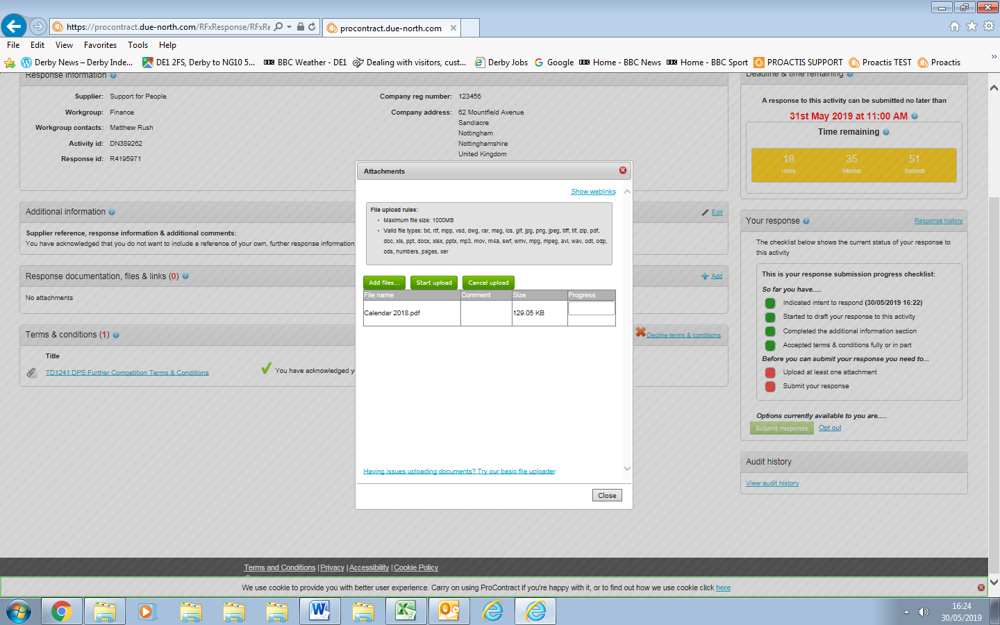 https://procontract.due-north.com/RFxResponse/RFxRe
procontract.due-north.com
File Edit View Favorites Tools Help
Derby News – Derby Inde... DE1 2FS, Derby to NG10 5... BBC Weather - DE1 Dealing with visitors, cust... Derby Jobs Google Home - BBC News Home - BBC Sport PROACTIS SUPPORT Proactis TEST Proactis
Response information
Supplier: Support for People
Workgroup: Finance
Workgroup contacts: Matthew Rush
Activity id: DN389262
Response id: R4195971
Company reg number: 123456
Company address: 62 Mountfield Avenue
Sandiacre
Nottingham
Nottinghamshire
United Kingdom
Deadline & time remaining
A response to this activity can be submitted no later than
31st May 2019 at 11:00 AM
Time remaining
18 35 51
Hours Minutes Seconds
Attachments
Show weblinks
File upload rules:
• Maximum file size: 1000MB
• Valid file types: txt, rtf, mpp, vsd, dwg, rar, msg, ics, gif, jpg, png, jpeg, tiff, tif, zip, pdf,
doc, xls, ppt, docx, xlsx, pptx, mp3, mov, m4a, swf, wmv, mpg, mpeg, avi, wav, odt, odp,
ods, numbers, pages, xer
Add files... Start upload Cancel upload
File name Comment Size Progress
Calendar 2018.pdf 129.05 KB
Having issues uploading documents? Try our basic file uploader
Close
Additional information
Edit
Supplier reference, response information & additional comments:
You have acknowledged that you do not want to include a reference of your own, further response information
Response documentation, files & links (0)
Add
No attachments
Terms & conditions (1)
Decline terms & conditions
Title
TD1241 DPS Further Competition Terms & Conditions
You have acknowledged y
Your response
Response history
The checklist below shows the current status of your response to
this activity
This is your response submission progress checklist:
So far you have.....
Indicated intent to respond (30/05/2019 16:22)
Started to draft your response to this activity
Completed the additional information section
Accepted terms & conditions fully or in part
Before you can submit your response you need to...
Upload at least one attachment
Submit your response
Options currently available to you are.....
Submit response Opt out
Audit history
View audit history
Terms and Conditions | Privacy | Accessibility | Cookie Policy
We use cookie to provide you with better user experience. Carry on using ProContract if you're happy with it, or to find out how we use cookie click here
16:24
30/05/2019